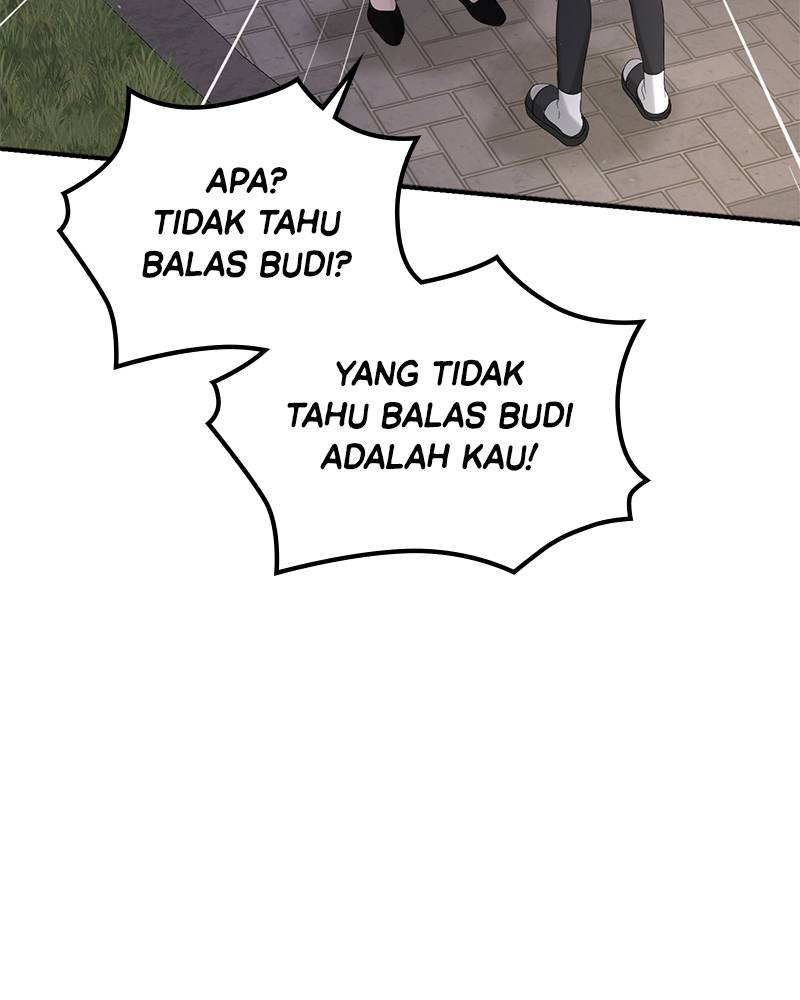 APA?
TIDAK TAHU
BALAS BUDI?
YANG TIDAK
TAHU BALAS BUDI
ADALAH KAU!